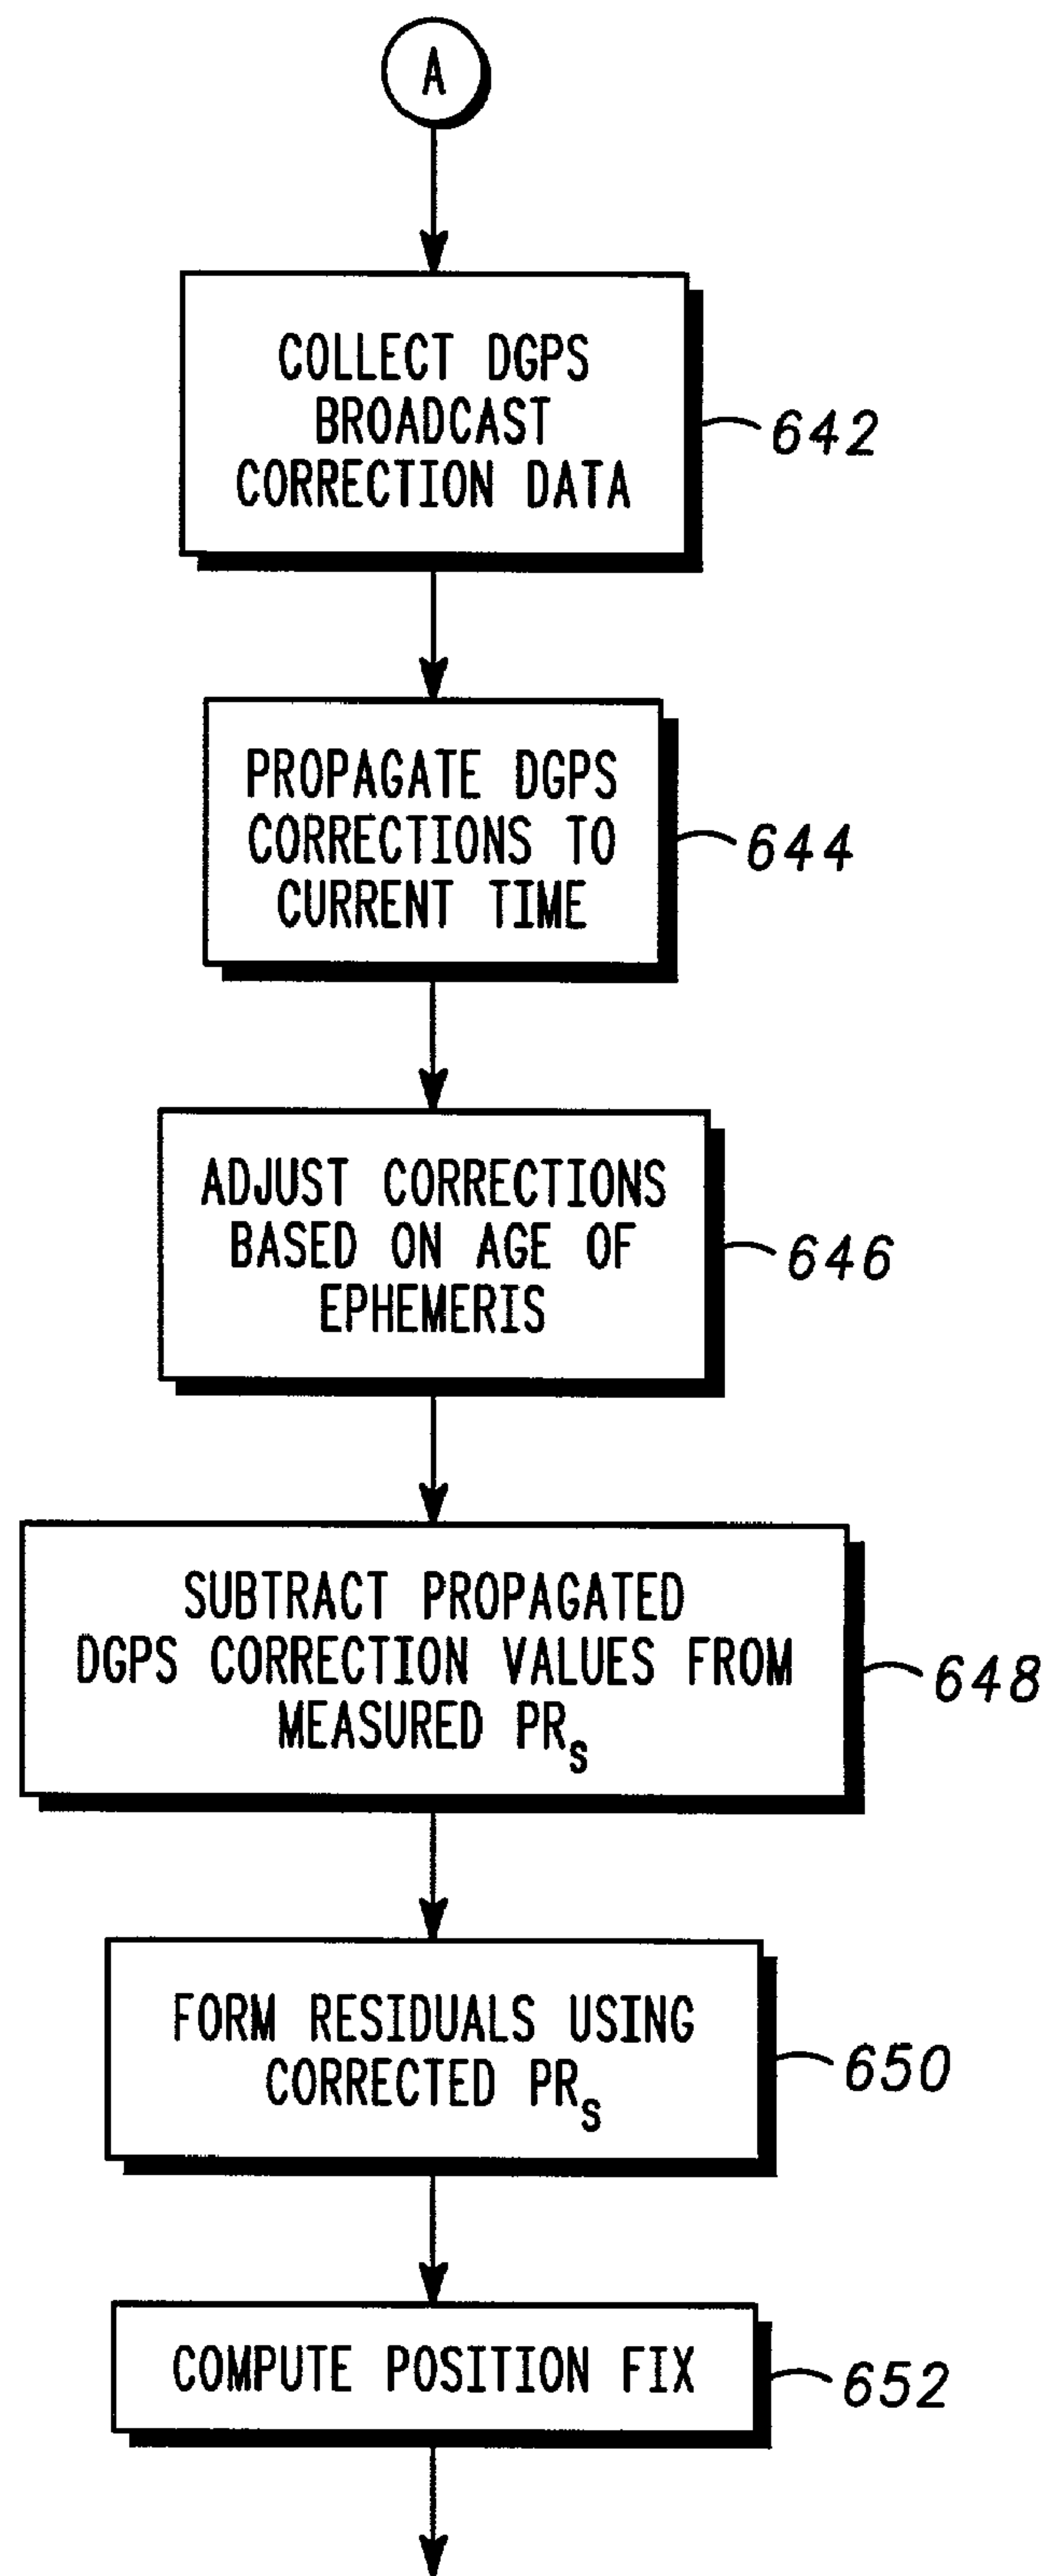 A
COLLECT DGPS
BROADCAST
CORRECTION DATA
642
PROPAGATE DGPS
CORRECTIONS TO
CURRENT TIME
644
ADJUST CORRECTIONS
BASED ON AGE OF
EPHEMERIS
646
SUBTRACT PROPAGATED
DGPS CORRECTION VALUES FROM
MEASURED PRs
648
FORM RESIDUALS USING
CORRECTED PRs
650
COMPUTE POSITION FIX
652